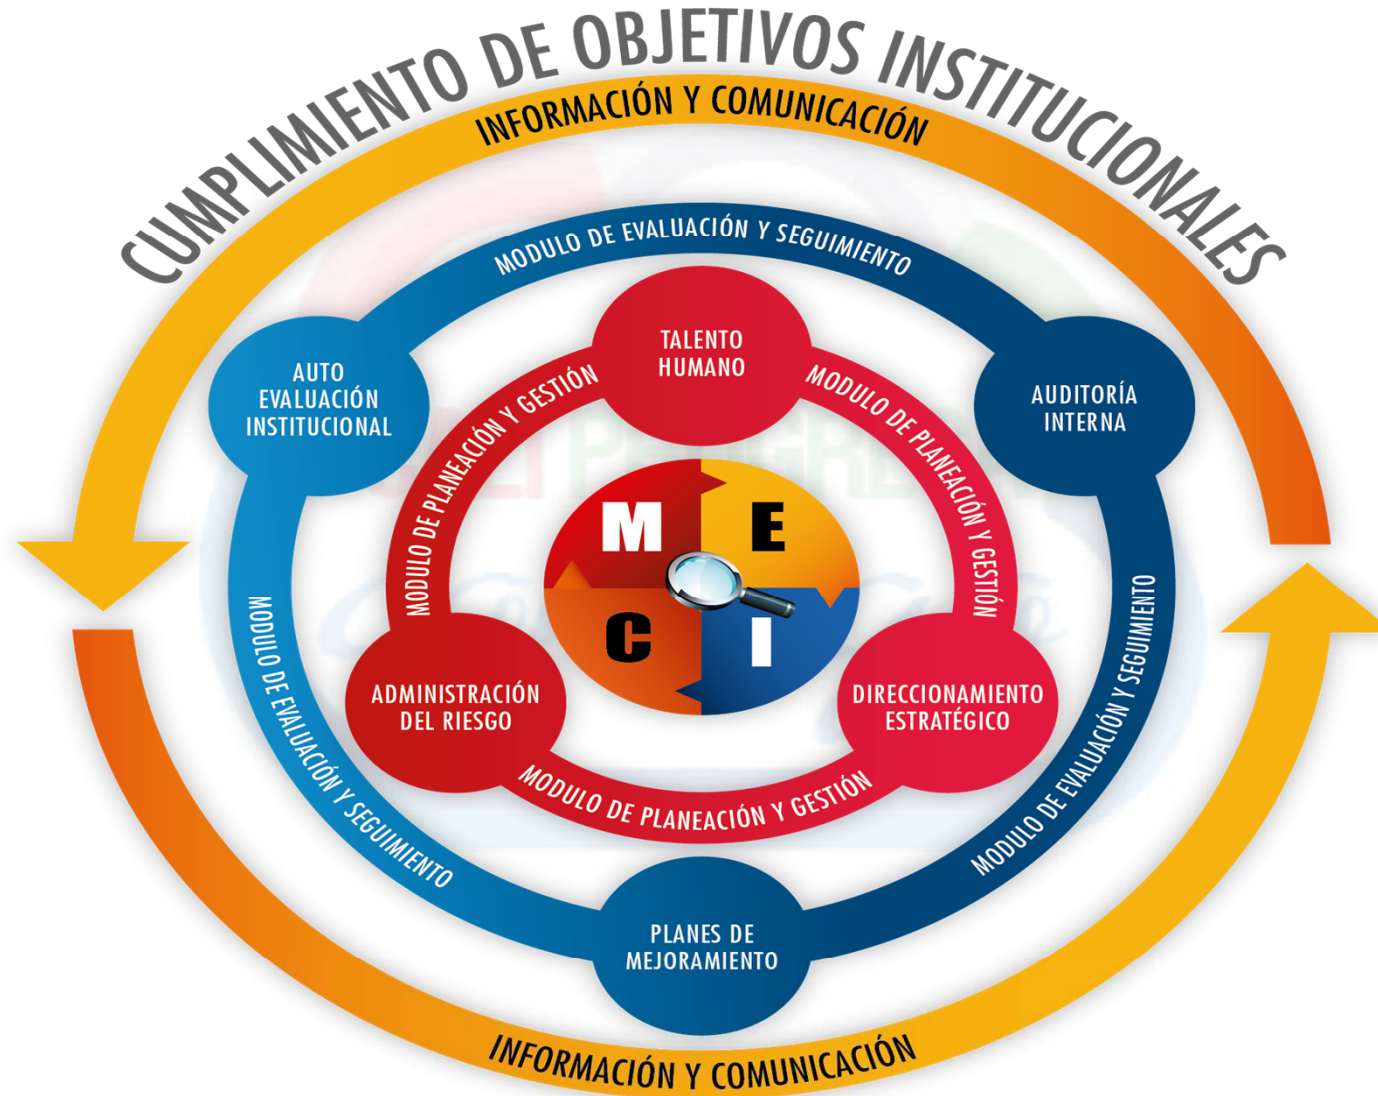 CUMPLIMIENTO DE OBJETIVOS INSTITUCIONALES
INFORMACIÓN Y COMUNICACIÓN
MODULO DE EVALUACIÓN Y SEGUIMIENTO
TALENTO
HUMANO
AUTO
EVALUACIÓN
INSTITUCIONAL
AUDITORÍA
INTERNA
MODULO DE PLANEACIÓN Y GESTIÓN
MODULO DE PLANEACIÓN Y GESTIÓN
M E
C I
MODULO DE EVALUACIÓN Y SEGUIMIENTO
MODULO DE EVALUACIÓN Y SEGUIMIENTO
ADMINISTRACIÓN
DEL RIESGO
DIRECCIONAMIENTO
ESTRATÉGICO
MODULO DE PLANEACIÓN Y GESTIÓN
PLANES DE
MEJORAMIENTO
INFORMACIÓN Y COMUNICACIÓN